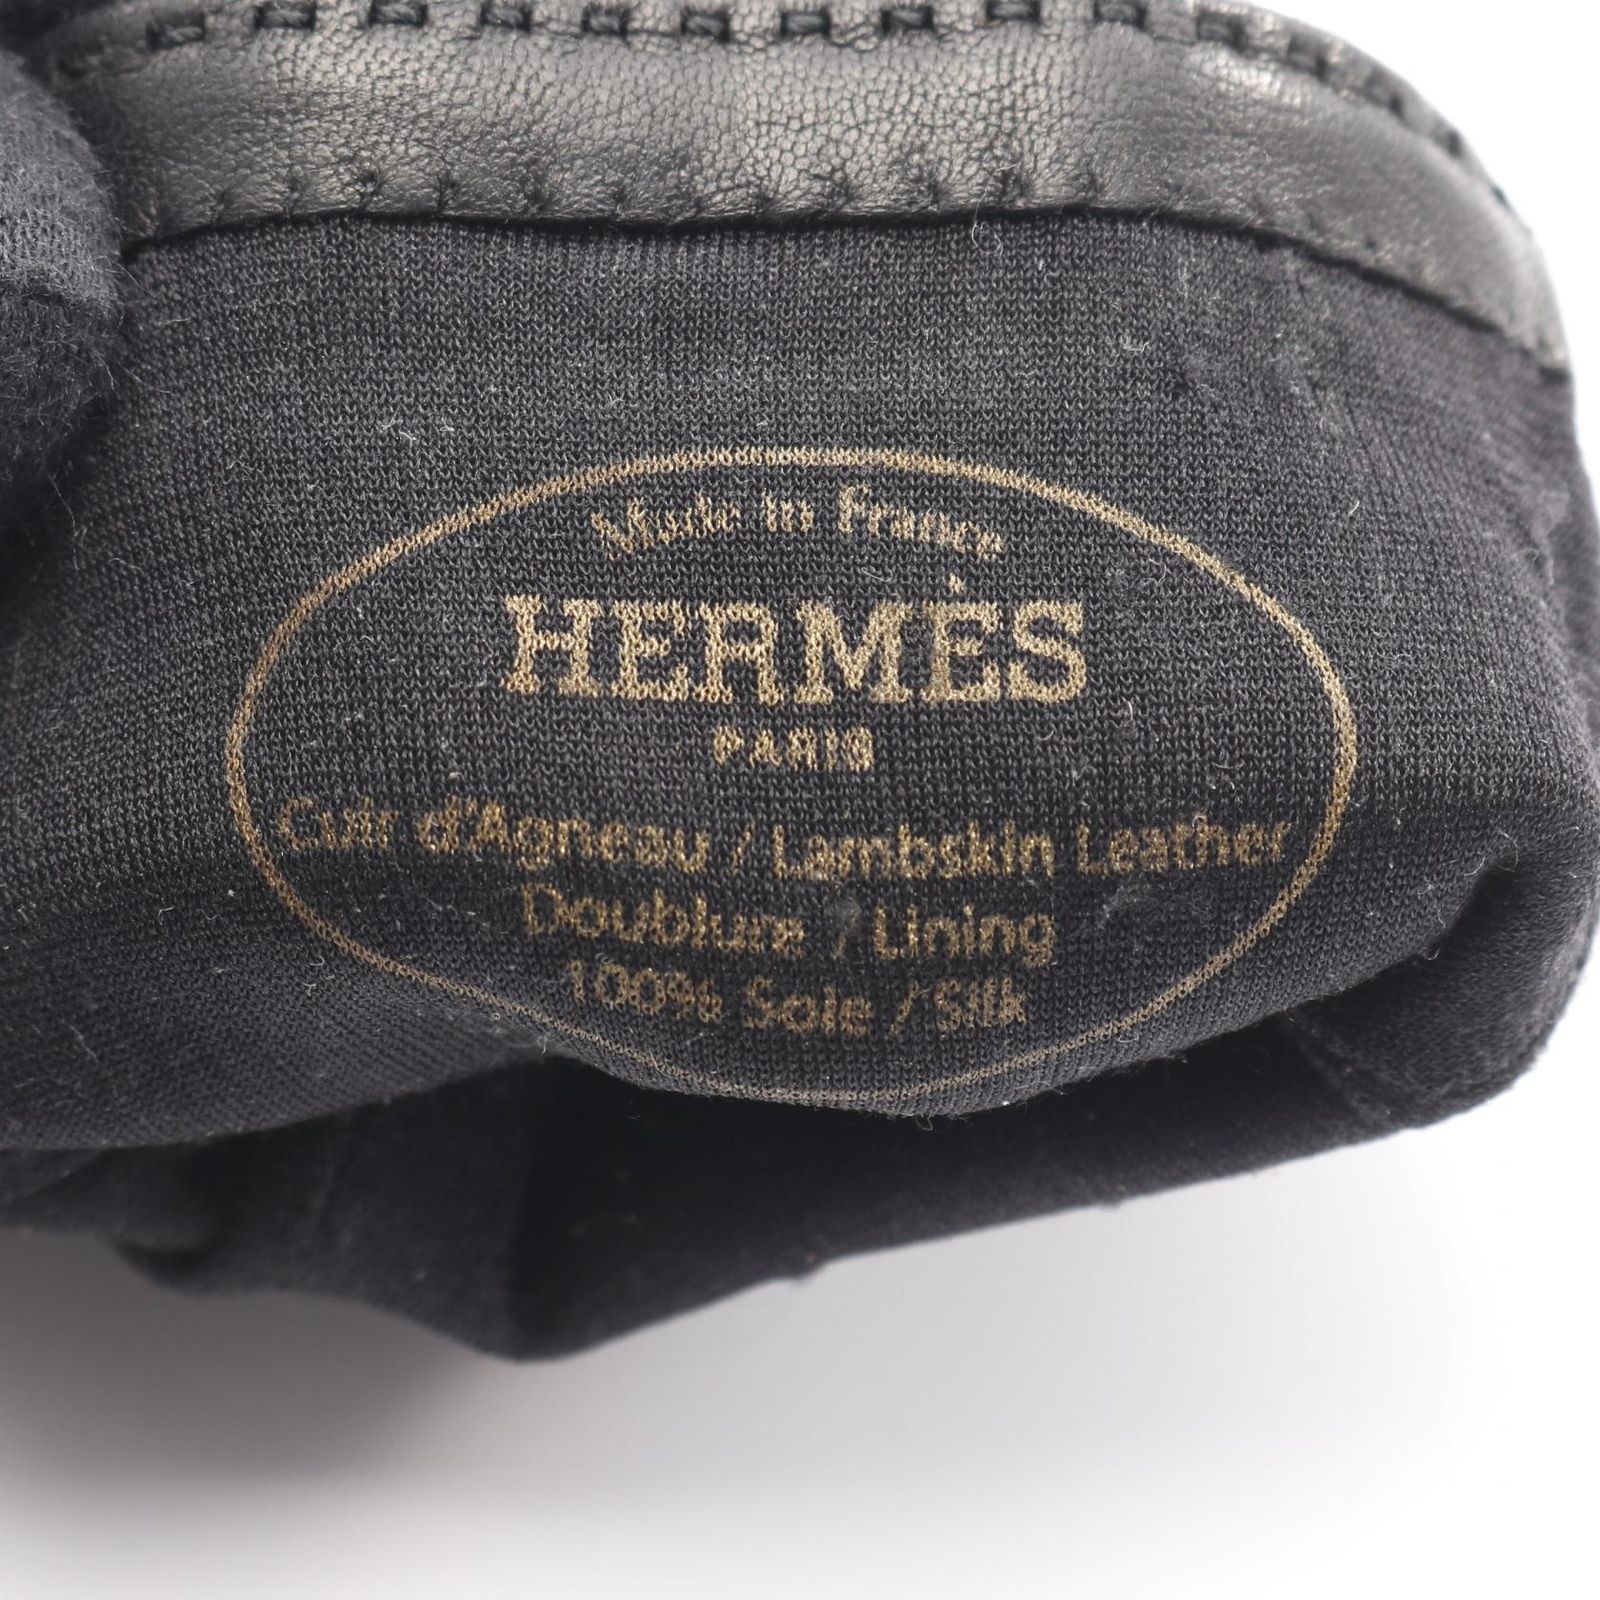 Made in France
HERMÈS
PARIS
Cuir d'Agneau / Lambskin Leather
Doublure / Lining
100% Soie / Silk